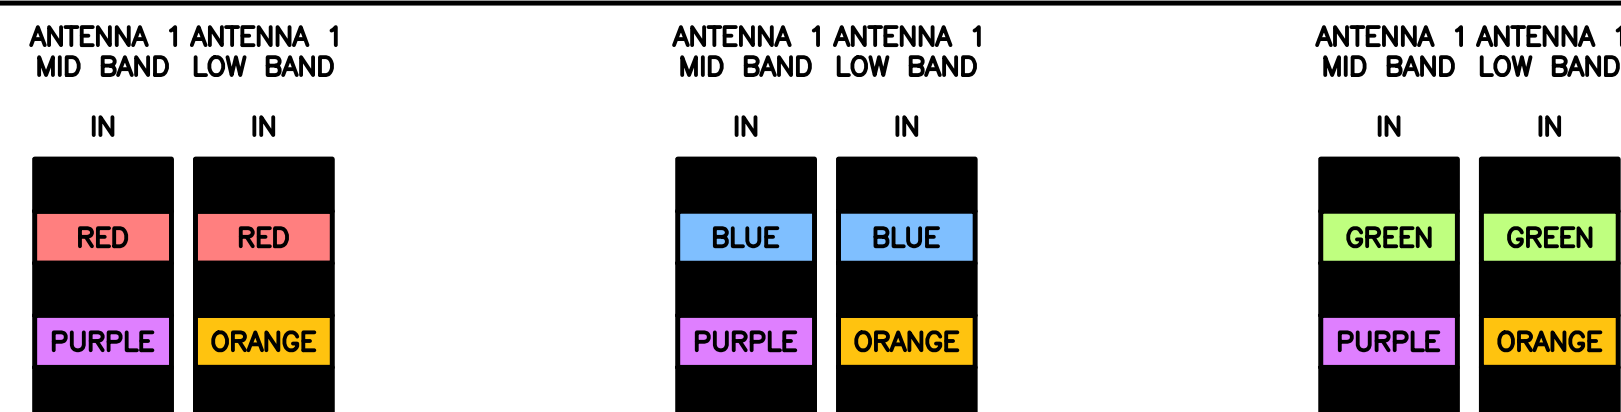 ANTENNA 1 ANTENNA 1 ANTENNA 1 ANTENNA 1 ANTENNA 1 ANTENNA 1
MID BAND LOW BAND MID BAND LOW BAND MID BAND LOW BAND
IN IN IN IN IN IN
RED RED BLUE BLUE GREEN GREEN
PURPLE ORANGE PURPLE ORANGE PURPLE ORANGE